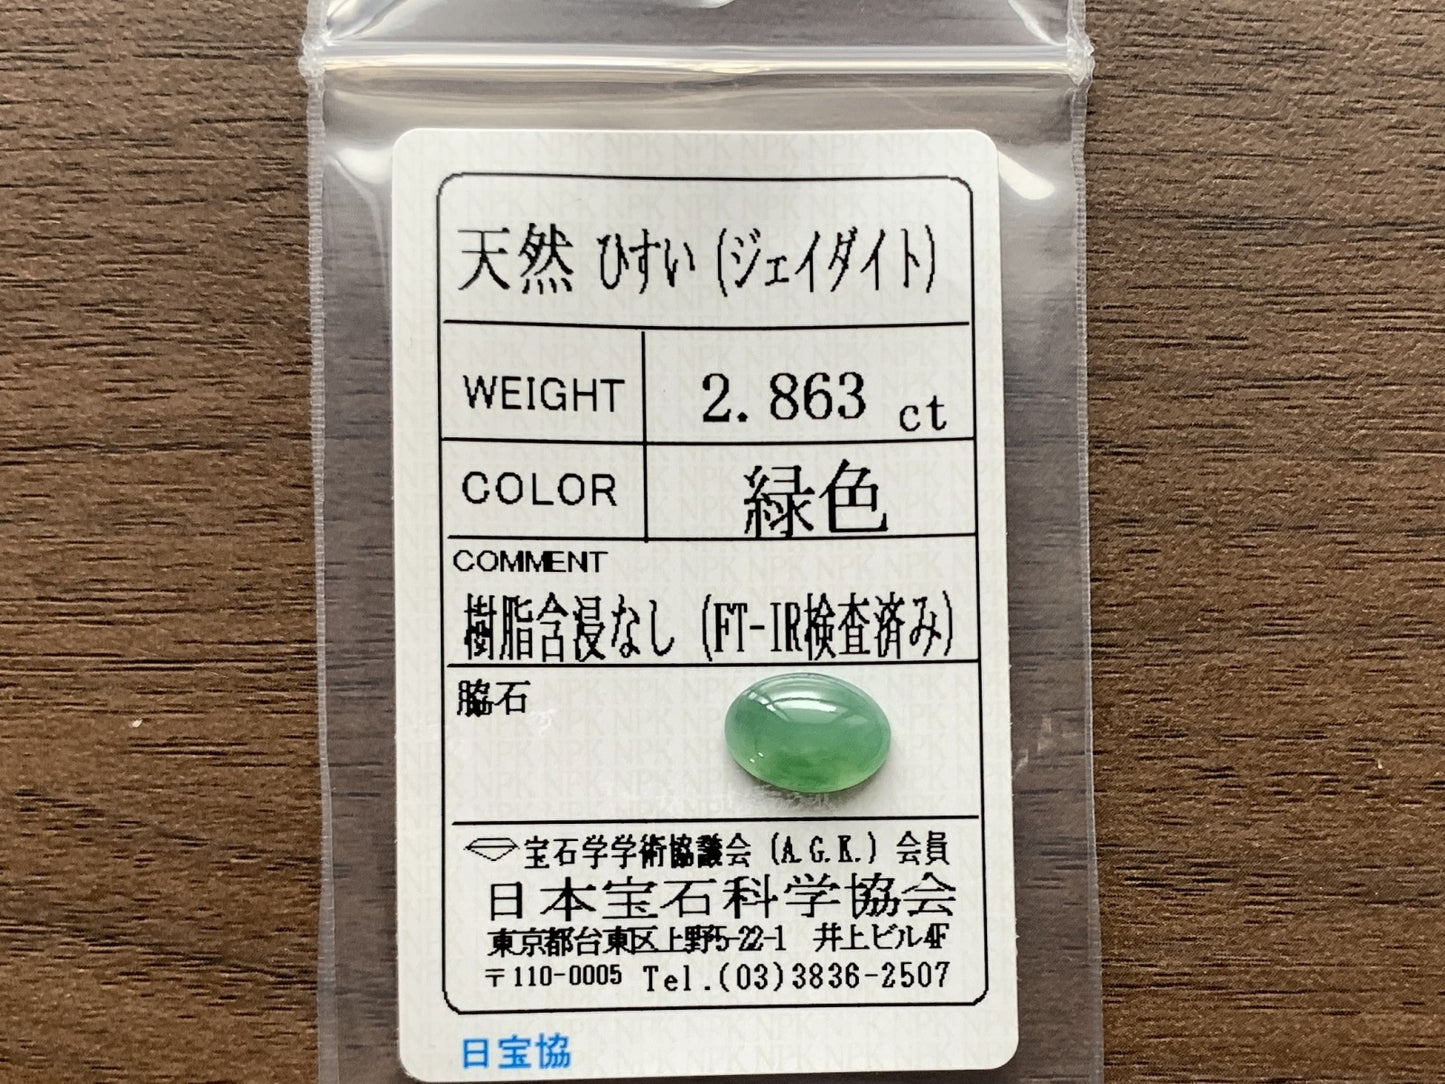 天然 ひすい (ジェイダイト)
WEIGHT 2.863 ct
COLOR 緑色
COMMENT
樹脂含浸なし (FT-IR検査済み)
脇石
宝石学学術協議会 (A.G.K.) 会員
日本宝石科学協会
東京都台東区上野5-22-1 井上ビル4F
〒110-0005 Tel.(03)3836-2507
日宝協